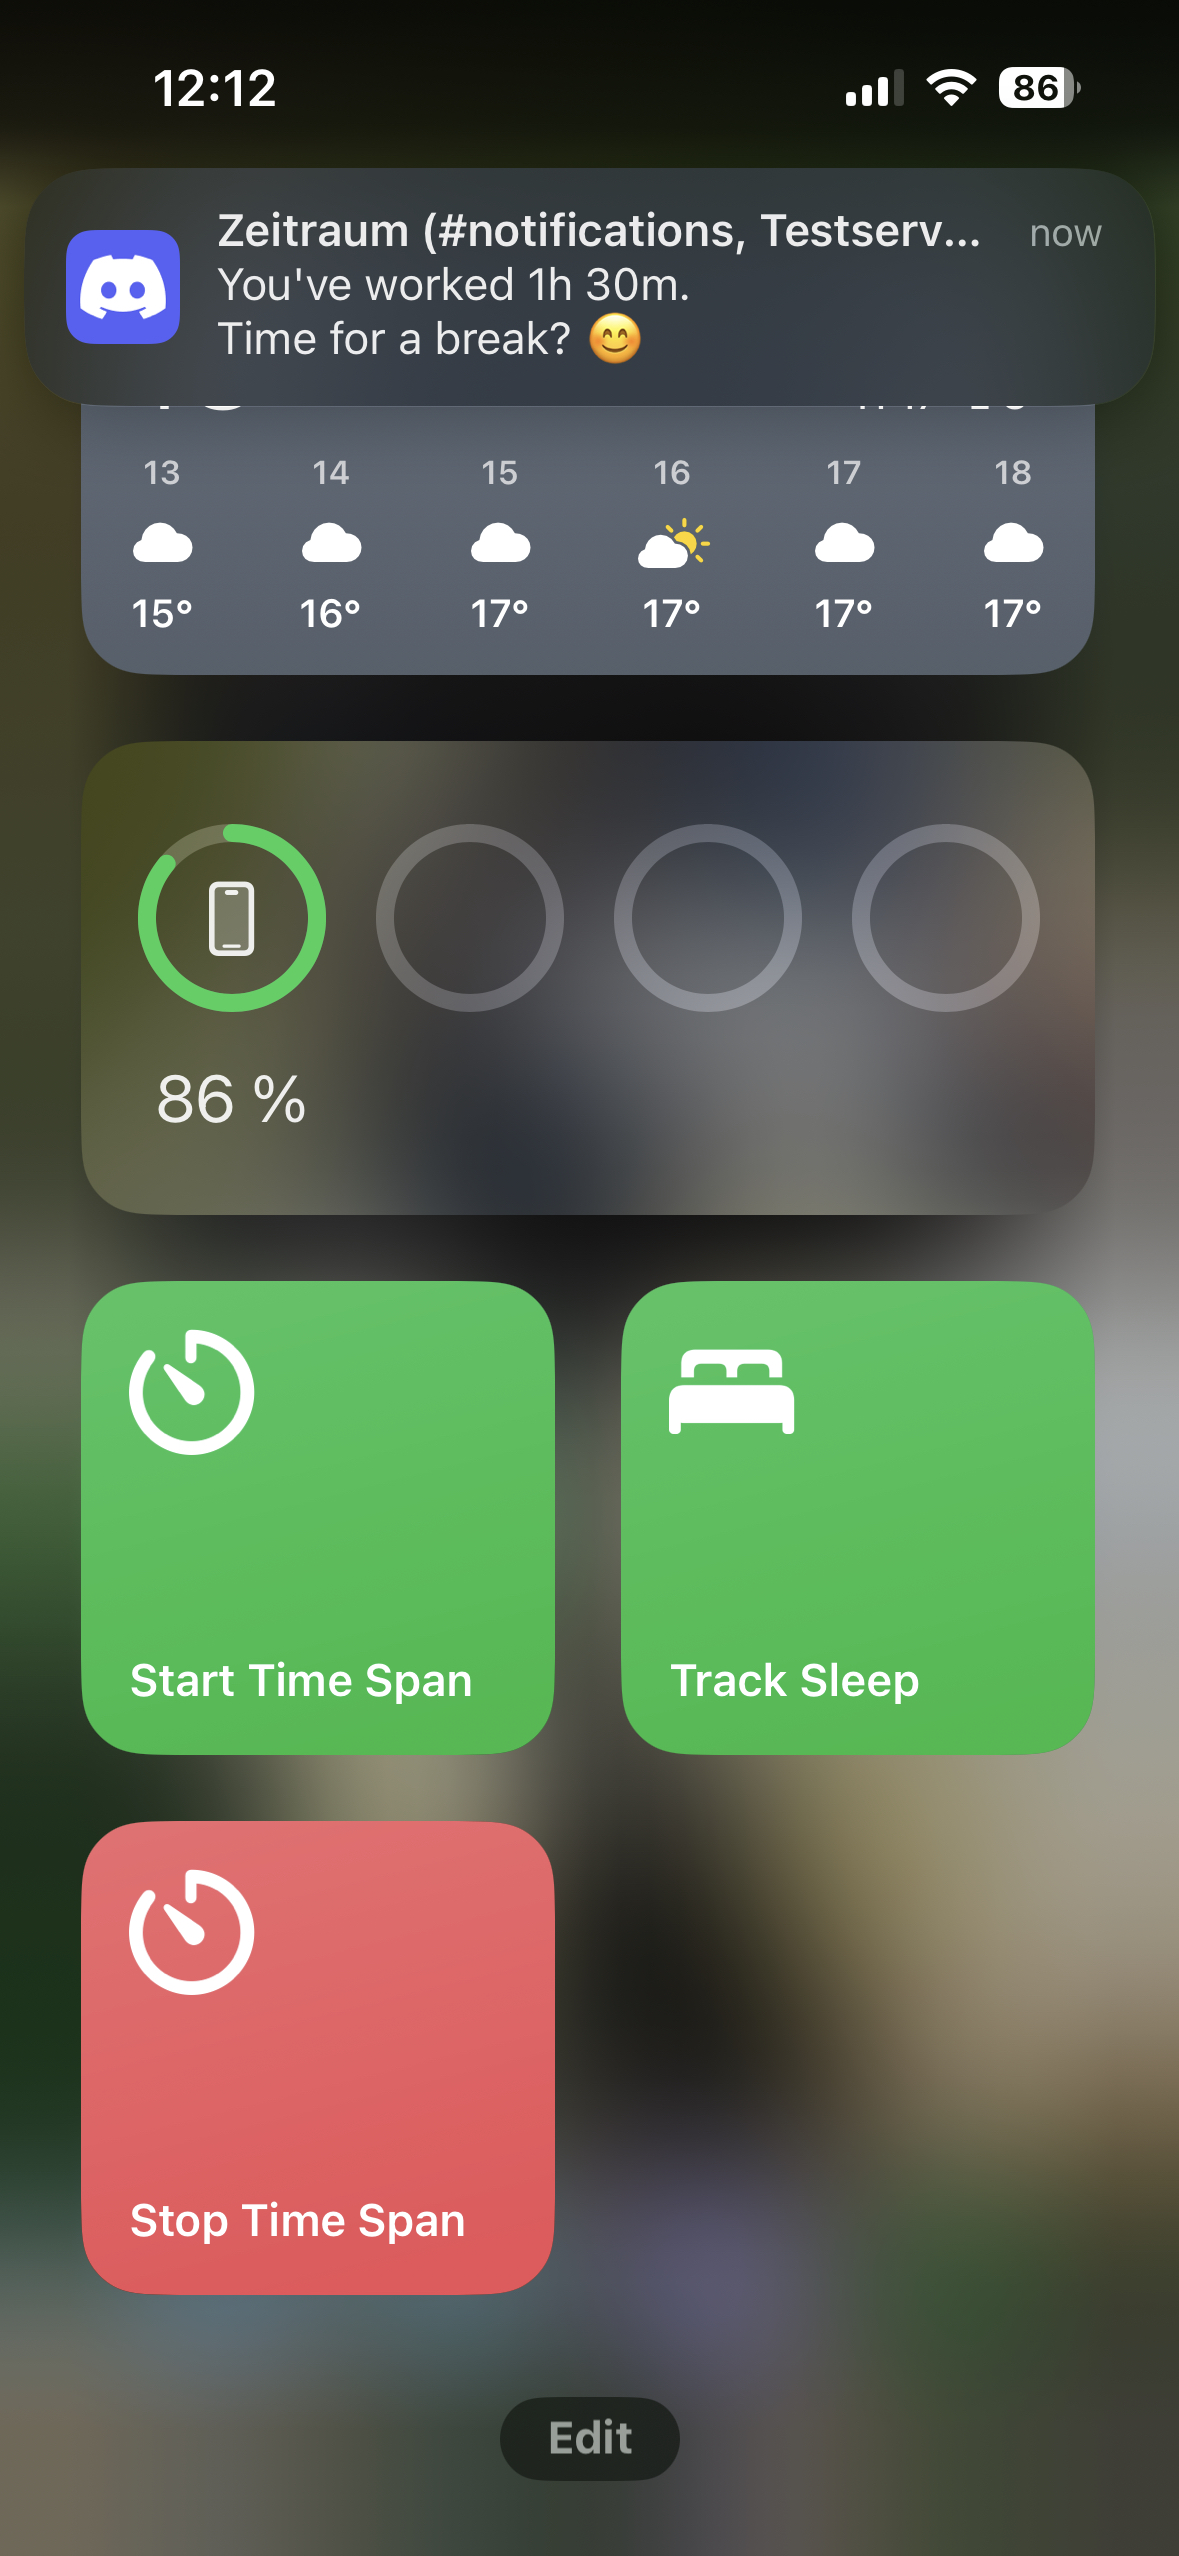 12:12
86
Zeitraum (#notifications, Testserv...
now
You've worked 1h 30m.
Time for a break? 😊
13 14 15 16 17 18
15° 16° 17° 17° 17° 17°
86 %
Start Time Span
Track Sleep
Stop Time Span
Edit